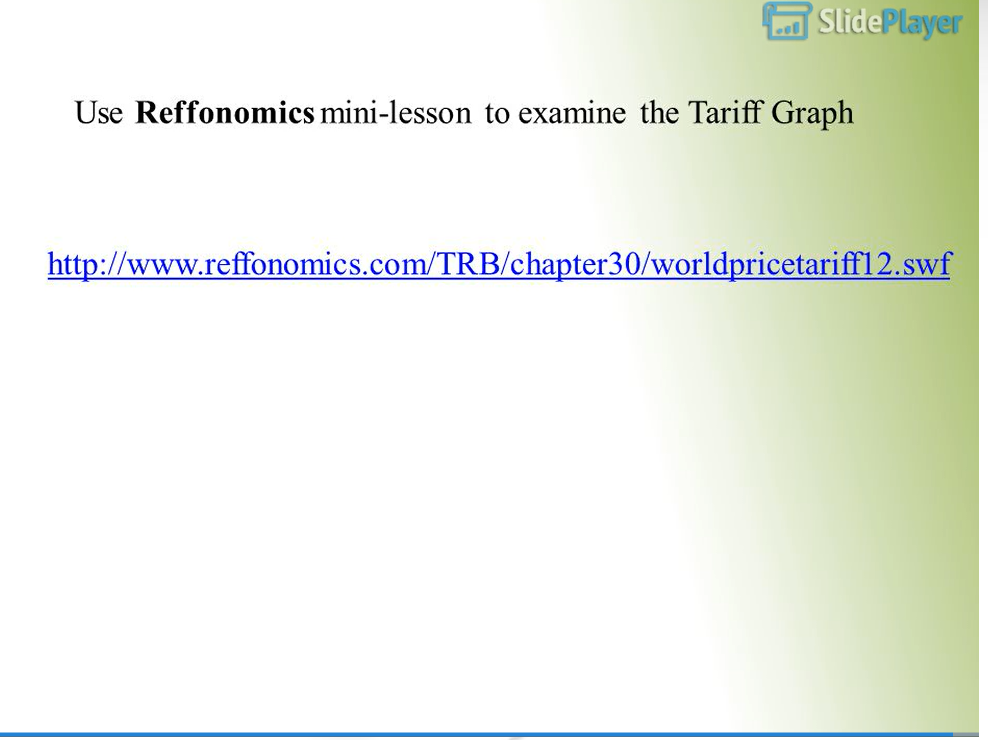 SlidePlayer
Use Reffonomics mini-lesson to examine the Tariff Graph
http://www.reffonomics.com/TRB/chapter30/worldpricetariff12.swf